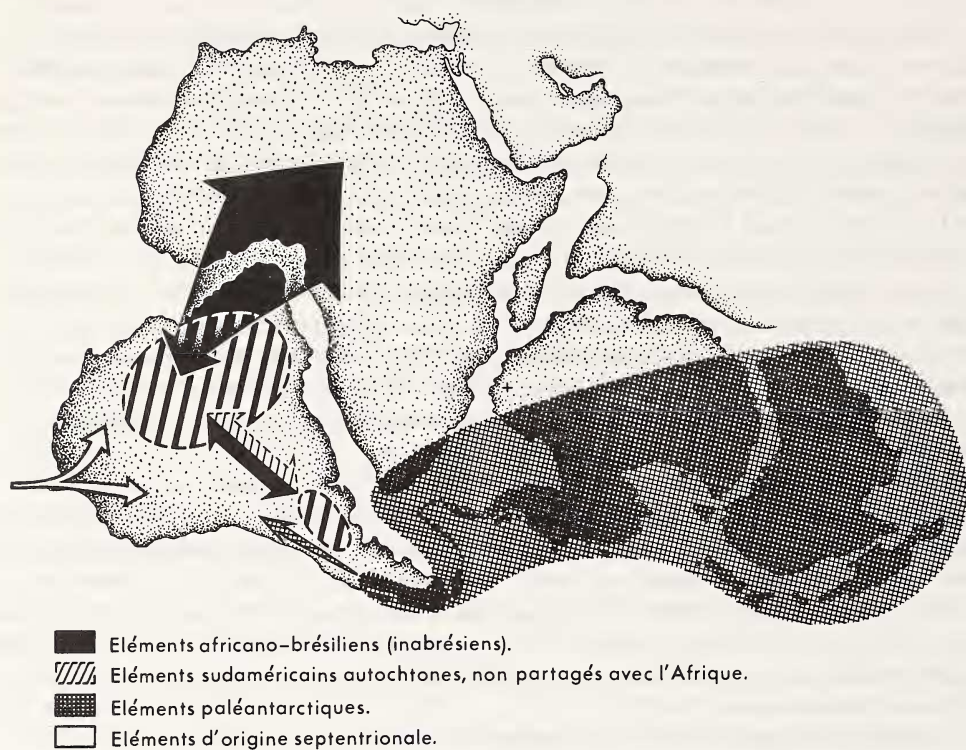 Eléments africano-brésiliens (inabrésiens).
Eléments sudaméricains autochtones, non partagés avec l'Afrique.
Eléments paléantarctiques.
Eléments d'origine septentrionale.